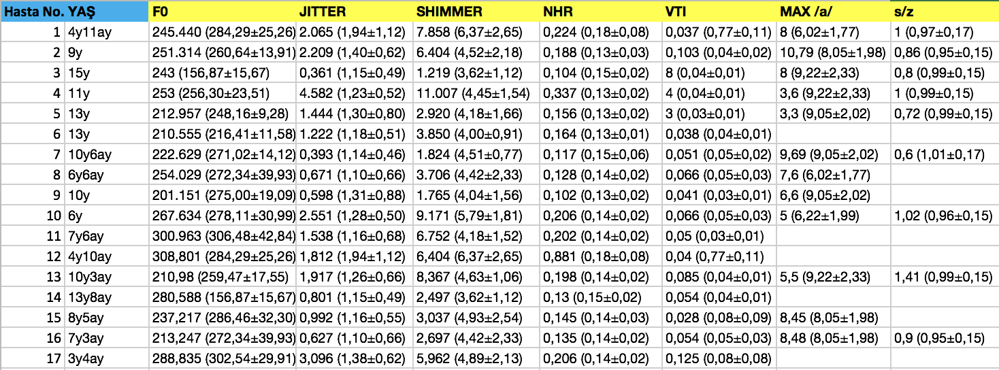 Hasta No. YAŞ F0 JITTER SHIMMER NHR VTI MAX /a/ s/z
1 4y11ay 245.440 (284,29±25,26) 2.065 (1,94±1,12) 7.858 (6,37±2,65) 0,224 (0,18±0,08) 0,037 (0,77±0,11) 8 (6,02±1,77) 1 (0,97±0,17)
2 9y 251.314 (260,64±13,91) 2.209 (1,40±0,62) 6.404 (4,52±2,18) 0,188 (0,13±0,03) 0,103 (0,04±0,02) 10,79 (8,05±1,98) 0,86 (0,95±0,15)
3 15y 243 (156,87±15,67) 0,361 (1,15±0,49) 1.219 (3,62±1,12) 0,104 (0,15±0,02) 8 (0,04±0,01) 8 (9,22±2,33) 0,8 (0,99±0,15)
4 11y 253 (256,30±23,51) 4.582 (1,23±0,52) 11.007 (4,45±1,54) 0,337 (0,13±0,02) 4 (0,04±0,01) 3,6 (9,22±2,33) 1 (0,99±0,15)
5 13y 212.957 (248,16±9,28) 1.444 (1,30±0,80) 2.920 (4,18±1,66) 0,156 (0,13±0,02) 3 (0,03±0,01) 3,3 (9,05±2,02) 0,72 (0,99±0,15)
6 13y 210.555 (216,41±11,58) 1.222 (1,18±0,51) 3.850 (4,00±0,91) 0,164 (0,13±0,01) 0,038 (0,04±0,01)
7 10y6ay 222.629 (271,02±14,12) 0,393 (1,14±0,46) 1.824 (4,51±0,77) 0,117 (0,15±0,06) 0,051 (0,05±0,02) 9,69 (9,05±2,02) 0,6 (1,01±0,17)
8 6y6ay 254.029 (272,34±39,93) 0,671 (1,10±0,66) 3.706 (4,42±2,33) 0,128 (0,14±0,02) 0,066 (0,05±0,03) 7,6 (6,02±1,77)
9 10y 201.151 (275,00±19,09) 0,598 (1,31±0,88) 1.765 (4,04±1,56) 0,102 (0,13±0,02) 0,041 (0,03±0,01) 6,6 (9,05±2,02)
10 6y 267.634 (278,11±30,99) 2.551 (1,28±0,50) 9.171 (5,79±1,81) 0,206 (0,14±0,02) 0,066 (0,05±0,03) 5 (6,22±1,99) 1,02 (0,96±0,15)
11 7y6ay 300.963 (306,48±42,84) 1.538 (1,16±0,68) 6.752 (4,18±1,52) 0,202 (0,14±0,02) 0,05 (0,03±0,01)
12 4y10ay 308,801 (284,29±25,26) 1,812 (1,94±1,12) 6,404 (6,37±2,65) 0,881 (0,18±0,08) 0,04 (0,77±0,11)
13 10y3ay 210,98 (259,47±17,55) 1,917 (1,26±0,66) 8,367 (4,63±1,06) 0,198 (0,14±0,02) 0,085 (0,04±0,01) 5,5 (9,22±2,33) 1,41 (0,99±0,15)
14 13y8ay 280,588 (156,87±15,67) 0,801 (1,15±0,49) 2,497 (3,62±1,12) 0,13 (0,15±0,02) 0,054 (0,04±0,01)
15 8y5ay 237,217 (286,46±32,30) 0,992 (1,16±0,55) 3,037 (4,93±2,54) 0,145 (0,14±0,03) 0,028 (0,08±0,09) 8,45 (8,05±1,98)
16 7y3ay 213,247 (272,34±39,93) 0,627 (1,10±0,66) 2,697 (4,42±2,33) 0,135 (0,14±0,02) 0,054 (0,05±0,03) 8,48 (8,05±1,98) 0,9 (0,95±0,15)
17 3y4ay 288,835 (302,54±29,91) 3,096 (1,38±0,62) 5,962 (4,89±2,13) 0,206 (0,14±0,02) 0,125 (0,08±0,08)